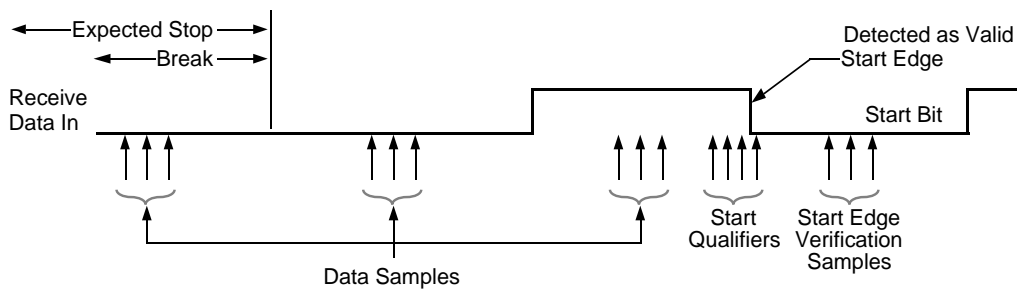 Expected Stop
Break
Detected as Valid
Start Edge
Receive
Data In
Start Bit
Start
Qualifiers
Start Edge
Verification
Samples
Data Samples